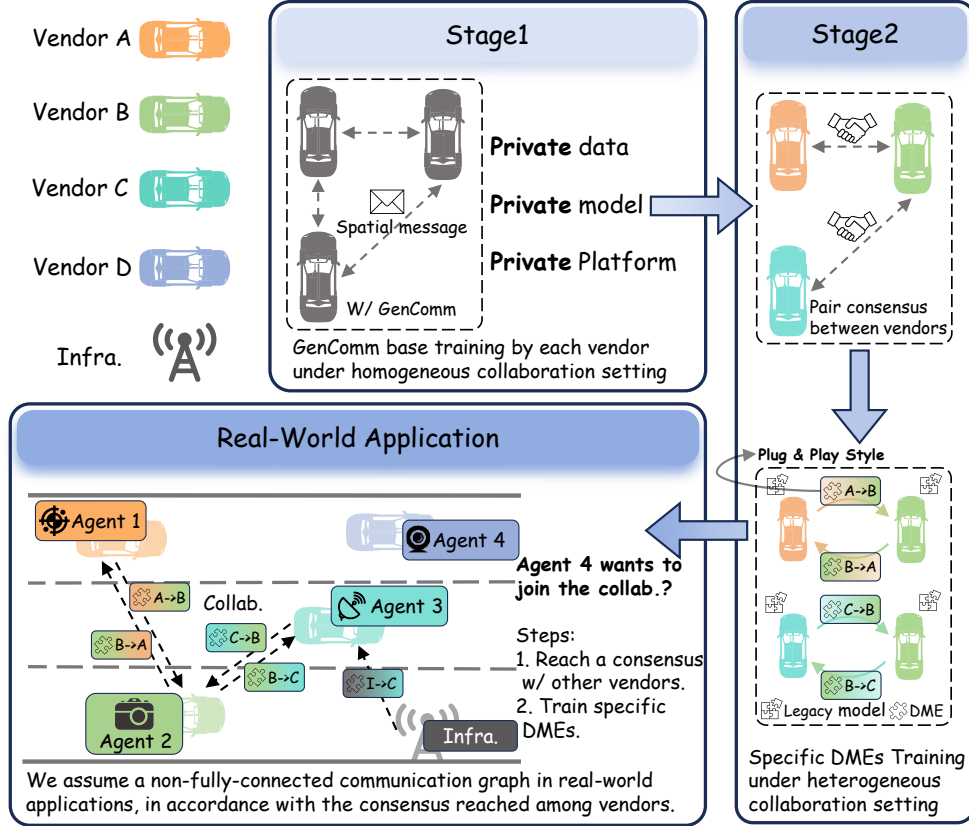 Vendor A
Vendor B
Vendor C
Vendor D
Infra.
Stage1
Private data
Private model
Private Platform
Spatial message
W/ GenComm
GenComm base training by each vendor
under homogeneous collaboration setting
Stage2
Pair consensus
between vendors
Plug & Play Style
A->B
B->A
C->B
B->C
Legacy model
DME
Specific DMEs Training
under heterogeneous
collaboration setting
Real-World Application
Agent 1
Agent 4
Agent 4 wants to
join the collab.?
A->B
Collab.
Agent 3
B->A
C->B
B->C
I->C
Steps:
1. Reach a consensus
w/ other vendors.
2. Train specific
DMEs.
Agent 2
Infra.
We assume a non-fully-connected communication graph in real-world
applications, in accordance with the consensus reached among vendors.